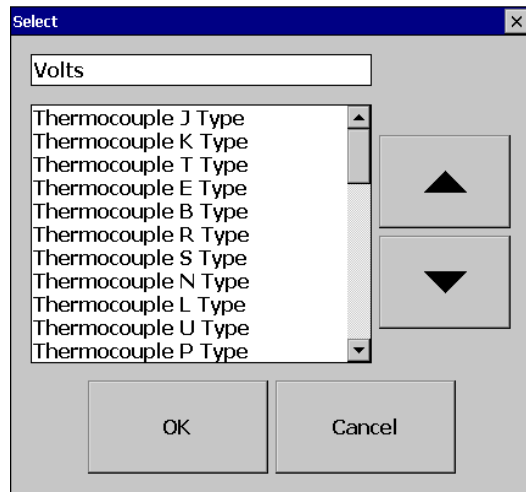 Select
Volts
Thermocouple J Type
Thermocouple K Type
Thermocouple T Type
Thermocouple E Type
Thermocouple B Type
Thermocouple R Type
Thermocouple S Type
Thermocouple N Type
Thermocouple L Type
Thermocouple U Type
Thermocouple P Type
OK
Cancel